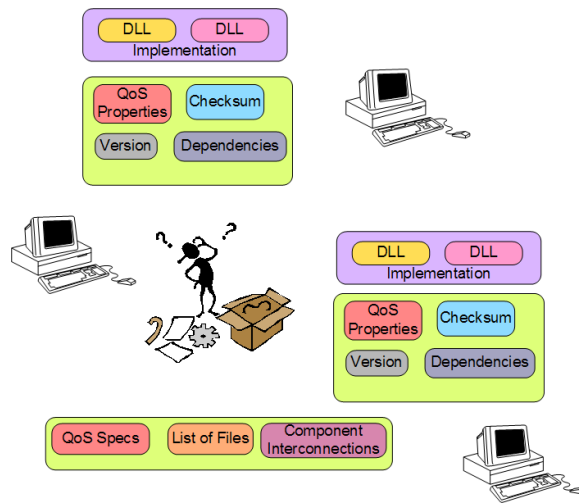 DLL DLL
Implementation
QoS
Properties
Checksum
Version
Dependencies
? ?
DLL DLL
Implementation
QoS
Properties
Checksum
Version
Dependencies
QoS Specs
List of Files
Component
Interconnections